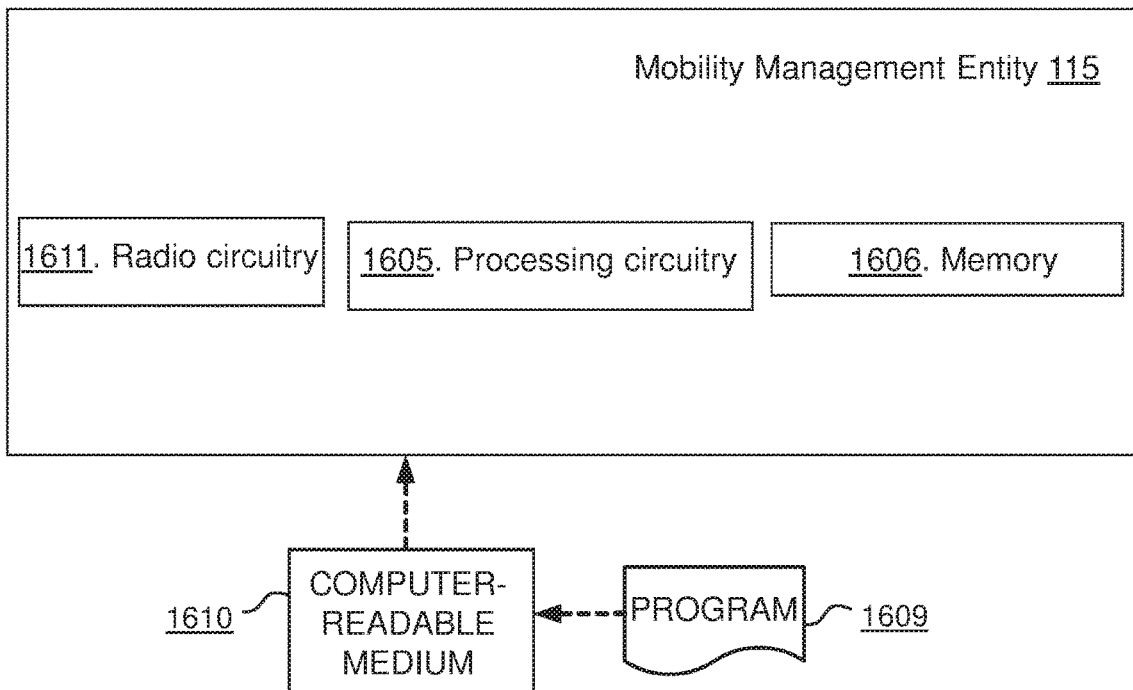 Mobility Management Entity 115
1611. Radio circuitry
1605. Processing circuitry
1606. Memory
COMPUTER-
READABLE
MEDIUM
1610
PROGRAM
1609